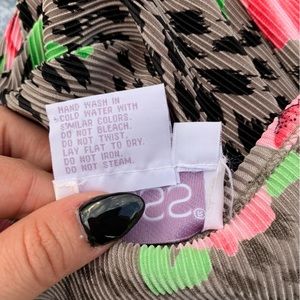 HAND WASH IN
COLD WATER WITH
SIMILAR COLORS.
DO NOT BLEACH.
DO NOT TWIST.
LAY FLAT TO DRY.
DO NOT IRON.
DO NOT STEAM.